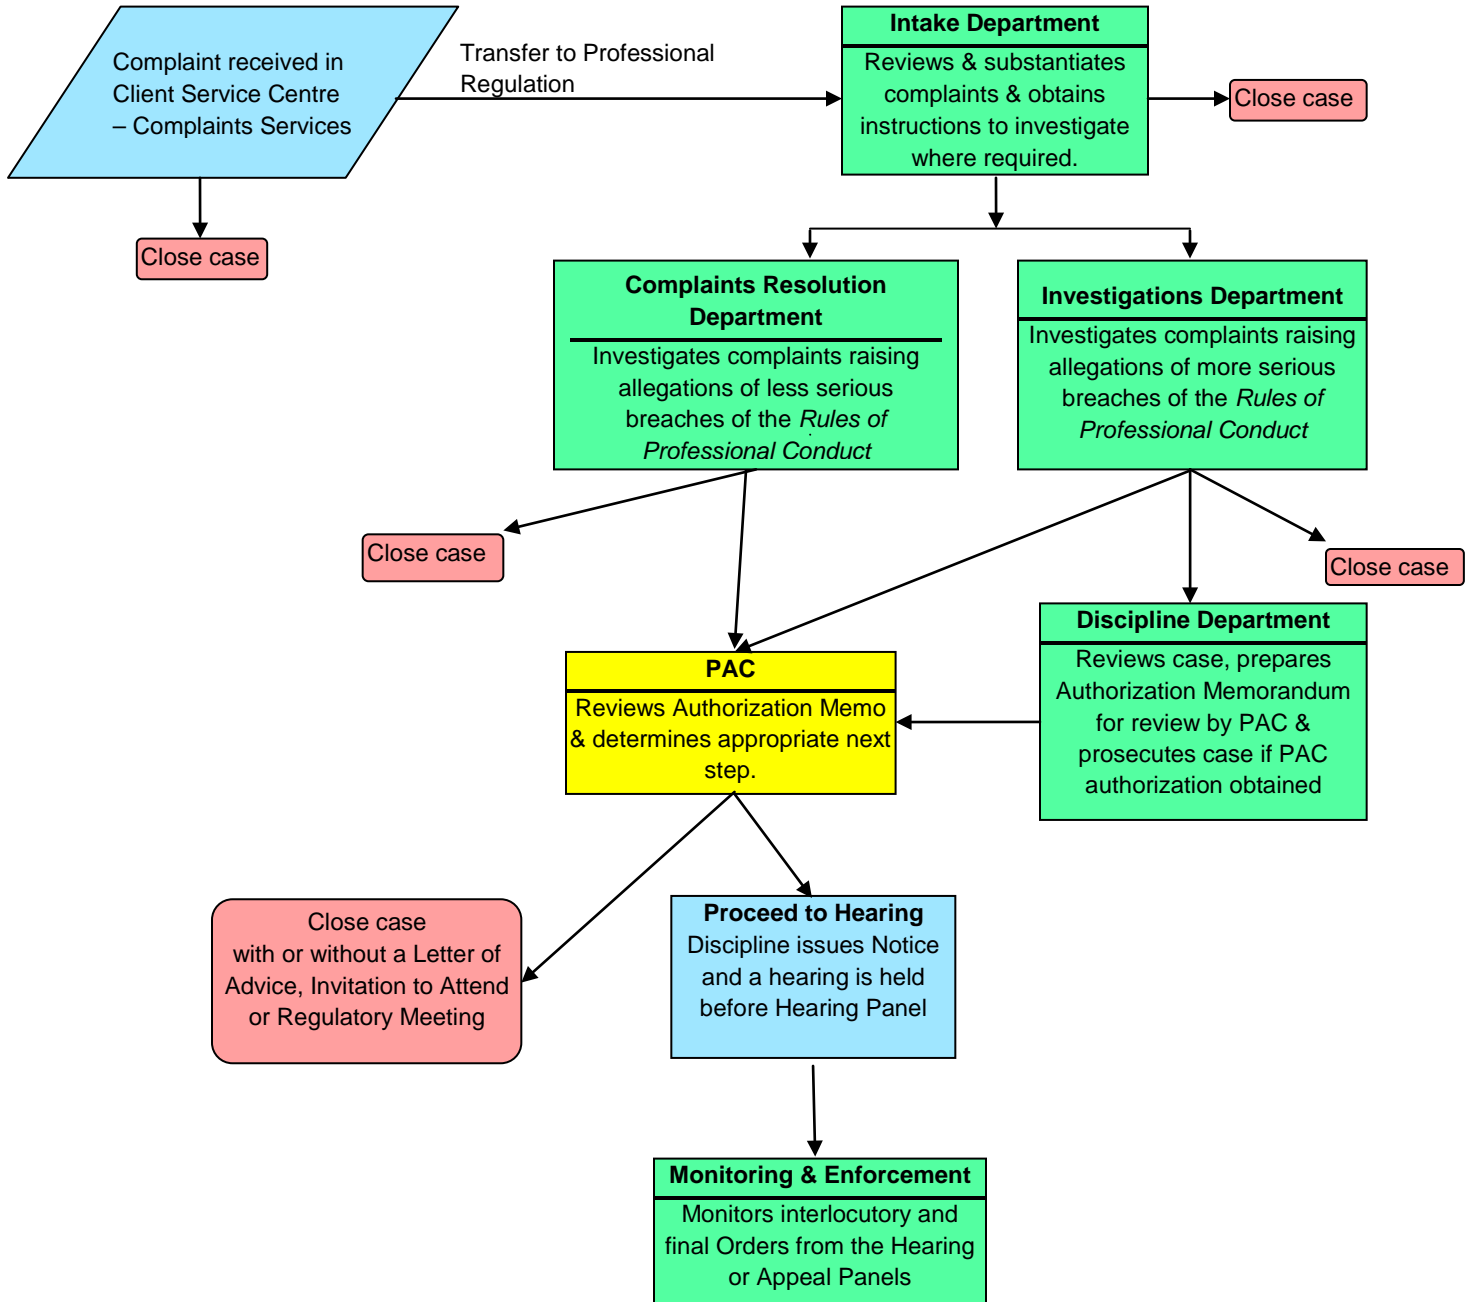 Complaint received in
Client Service Centre
– Complaints Services
Transfer to Professional
Regulation
Intake Department
Reviews & substantiates
complaints & obtains
instructions to investigate
where required.
Close case
Close case
Complaints Resolution
Department
Investigates complaints raising
allegations of less serious
breaches of the Rules of
Professional Conduct
Investigations Department
Investigates complaints raising
allegations of more serious
breaches of the Rules of
Professional Conduct
Close case
Close case
Discipline Department
Reviews case, prepares
Authorization Memorandum
for review by PAC &
prosecutes case if PAC
authorization obtained
PAC
Reviews Authorization Memo
& determines appropriate next
step.
Close case
with or without a Letter of
Advice, Invitation to Attend
or Regulatory Meeting
Proceed to Hearing
Discipline issues Notice
and a hearing is held
before Hearing Panel
Monitoring & Enforcement
Monitors interlocutory and
final Orders from the Hearing
or Appeal Panels